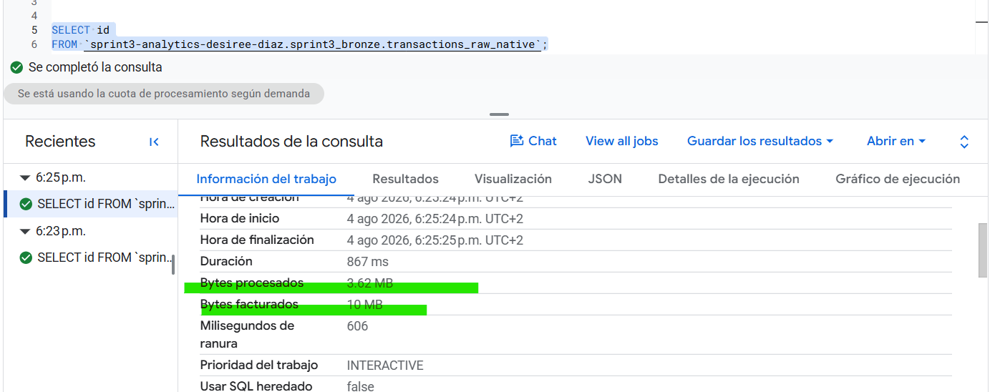 3
4
5 SELECT id
6 FROM `sprint3-analytics-desiree-diaz.sprint3_bronze.transactions_raw_native`;
Se completó la consulta
Se está usando la cuota de procesamiento según demanda
Recientes
Resultados de la consulta
Chat
View all jobs
Guardar los resultados
Abrir en
6:25 p.m.
SELECT id FROM `sprin...
6:23 p.m.
SELECT id FROM `sprin...
Información del trabajo
Resultados
Visualización
JSON
Detalles de la ejecución
Gráfico de ejecución
Hora de creación 4 ago 2026, 6:25:24 p.m. UTC+2
Hora de inicio 4 ago 2026, 6:25:24 p.m. UTC+2
Hora de finalización 4 ago 2026, 6:25:25 p.m. UTC+2
Duración 867 ms
Bytes procesados 3.62 MB
Bytes facturados 10 MB
Milisegundos de ranura 606
Prioridad del trabajo INTERACTIVE
Usar SQL heredado false